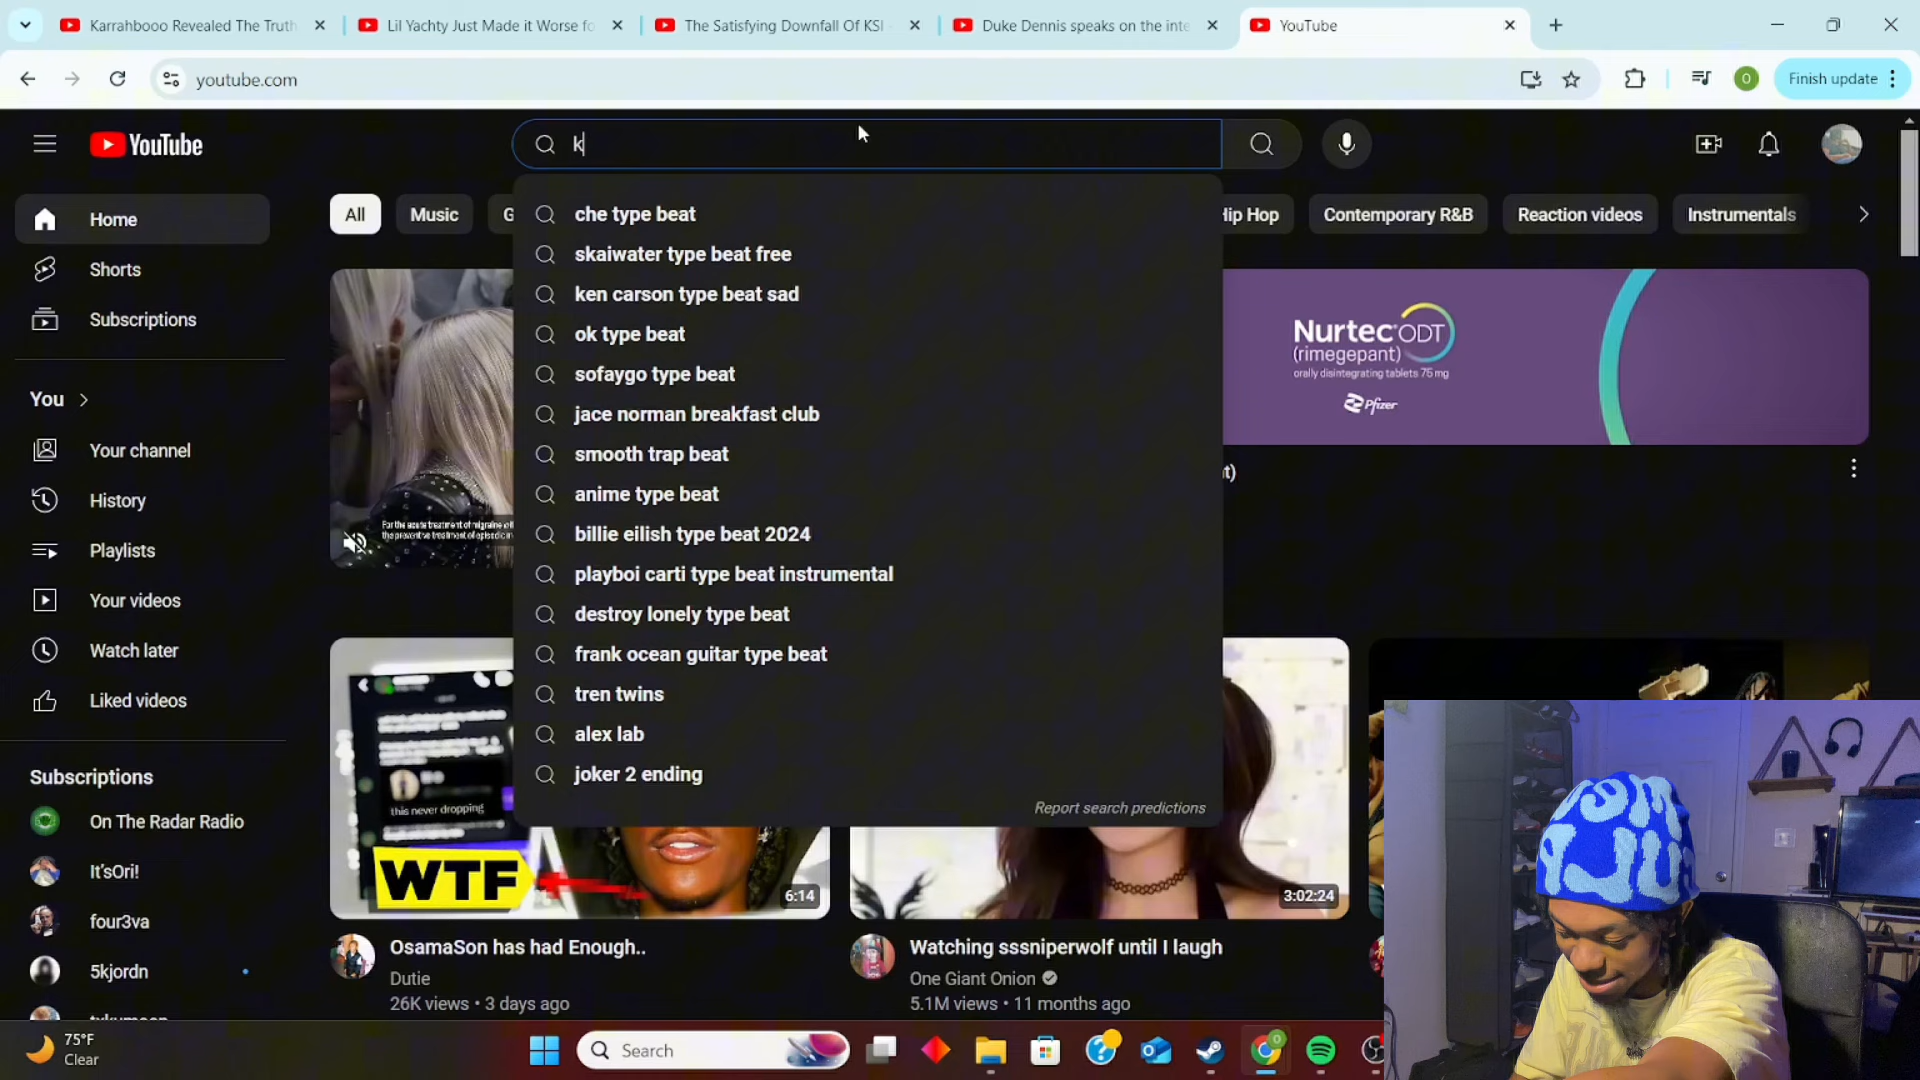 Karrahbooo Revealed The Truth
Lil Yachty Just Made it Worse fo
The Satisfying Downfall Of KSI
Duke Dennis speaks on the inte
YouTube
youtube.com
O
Finish update
YouTube
k
Home
Shorts
Subscriptions
You
Your channel
History
Playlists
Your videos
Watch later
Liked videos
Subscriptions
On The Radar Radio
It'sOri!
four3va
5kjordn
All
Music
G
Hip Hop
Contemporary R&B
Reaction videos
Instrumentals
che type beat
skaiwater type beat free
ken carson type beat sad
ok type beat
sofaygo type beat
jace norman breakfast club
smooth trap beat
anime type beat
billie eilish type beat 2024
playboi carti type beat instrumental
destroy lonely type beat
frank ocean guitar type beat
tren twins
alex lab
joker 2 ending
Report search predictions
Nurtec ODT
(rimegepant)
orally disintegrating tablets 75 mg
Pfizer
For the acute treatment of migraine
the preventive treatment of episodic
this never dropping
WTF
6:14
3:02:24
OsamaSon has had Enough..
Dutie
26K views • 3 days ago
Watching sssniperwolf until I laugh
One Giant Onion
5.1M views • 11 months ago
75°F
Clear
Search